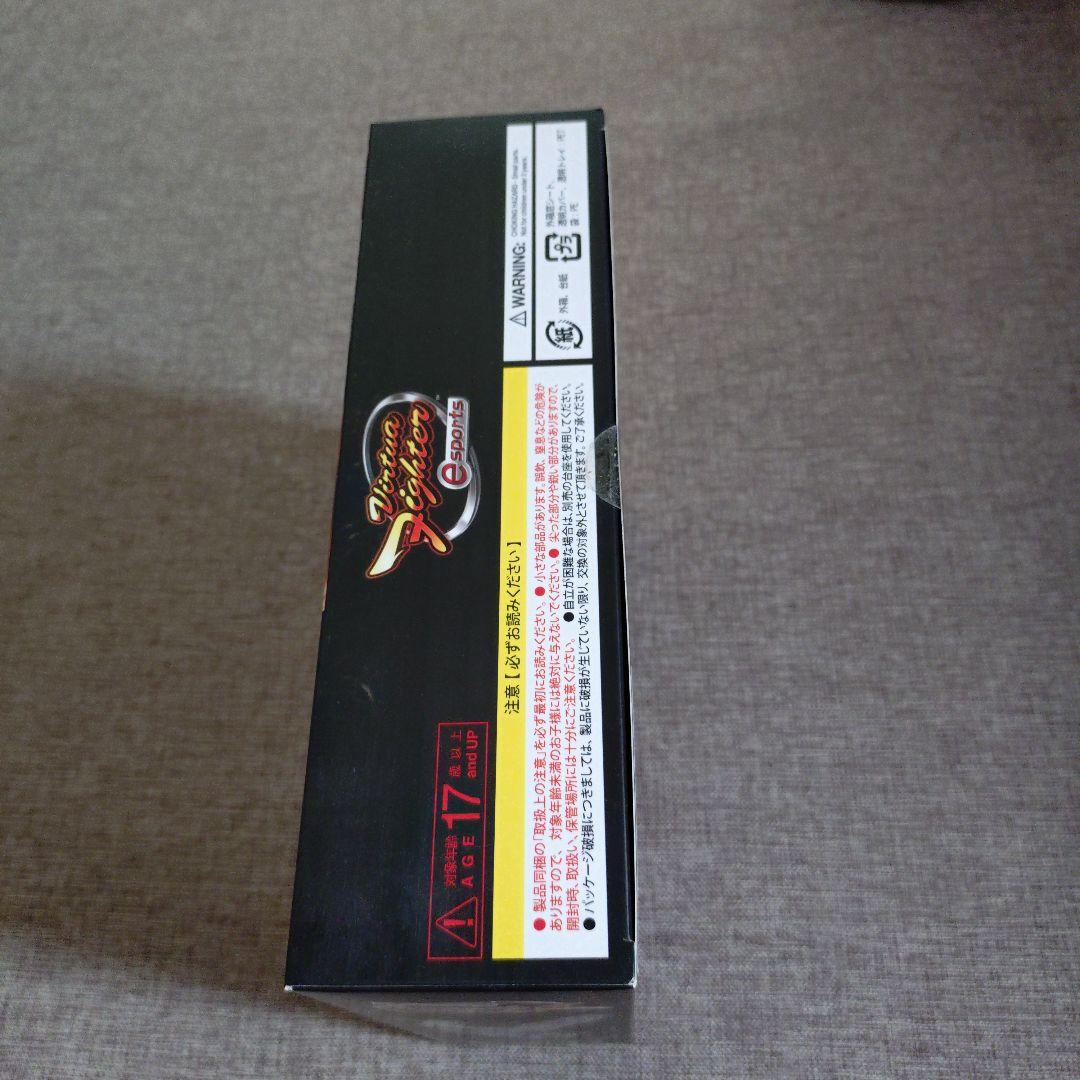 Virtua
Fighter
esports
TM
対象年齢
AGE 17 歳以上
and UP
注意【必ずお読みください】
● 製品同梱の「取扱上の注意」を必ず最初にお読みください。● 小さな部品があります。誤飲、窒息などの危険が
ありますので、対象年齢未満のお子様には絶対に与えないでください。● 尖った部分や鋭い部分がありますので、
開封時、取扱い、保管場所には十分にご注意ください。 ●自立が困難な場合は、別売の台座を使用してください。
● パッケージ破損につきましては、製品に破損が生じていない限り、交換の対象外とさせて頂きます。ご了承ください。
WARNING:
CHOKING HAZARD - Small parts.
Not for children under 3 years.
紙
外箱、台紙
プラ
外箱窓シート、
透明カバー、透明トレイ : PET
袋 : PE